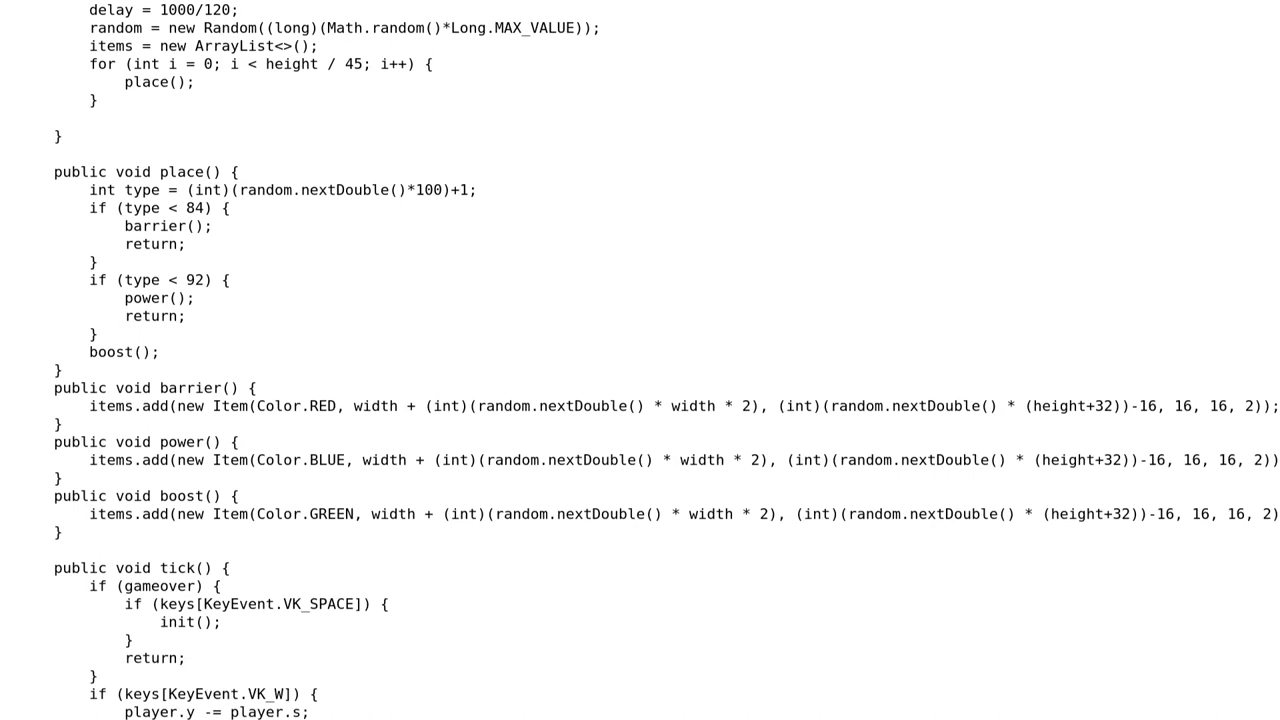 delay = 1000/120;
random = new Random((long)(Math.random()*Long.MAX_VALUE));
items = new ArrayList<>();
for (int i = 0; i < height / 45; i++) {
place();
}
}
public void place() {
int type = (int)(random.nextDouble()*100)+1;
if (type < 84) {
barrier();
return;
}
if (type < 92) {
power();
return;
}
boost();
}
public void barrier() {
items.add(new Item(Color.RED, width + (int)(random.nextDouble() * width * 2), (int)(random.nextDouble() * (height+32))-16, 16, 16, 2));
}
public void power() {
items.add(new Item(Color.BLUE, width + (int)(random.nextDouble() * width * 2), (int)(random.nextDouble() * (height+32))-16, 16, 16, 2))
}
public void boost() {
items.add(new Item(Color.GREEN, width + (int)(random.nextDouble() * width * 2), (int)(random.nextDouble() * (height+32))-16, 16, 16, 2)
}
public void tick() {
if (gameover) {
if (keys[KeyEvent.VK_SPACE]) {
init();
}
return;
}
if (keys[KeyEvent.VK_W]) {
player.y -= player.s;